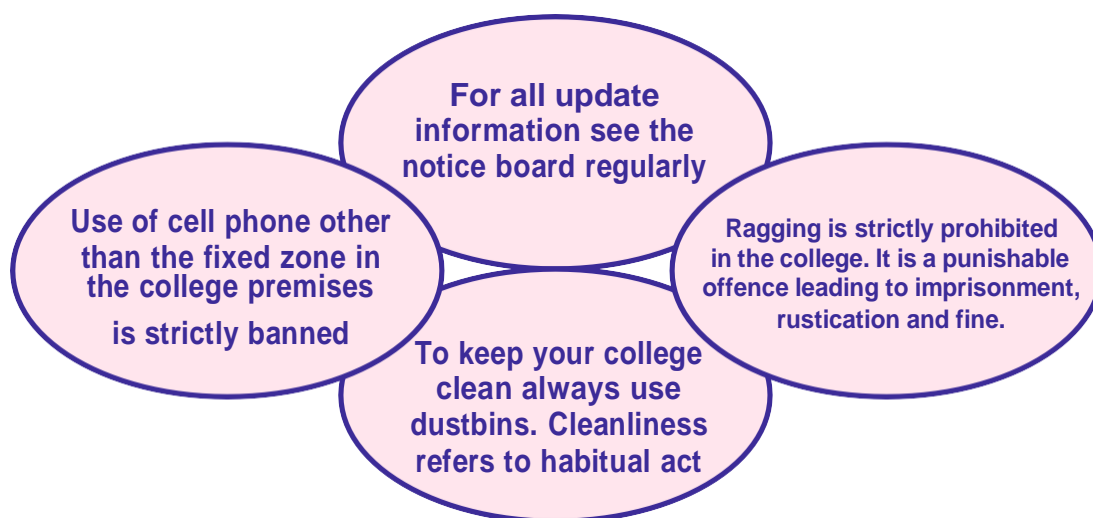 For all update
information see the
notice board regularly
Use of cell phone other
than the fixed zone in
the college premises
is strictly banned
Ragging is strictly prohibited
in the college. It is a punishable
offence leading to imprisonment,
rustication and fine.
To keep your college
clean always use
dustbins. Cleanliness
refers to habitual act